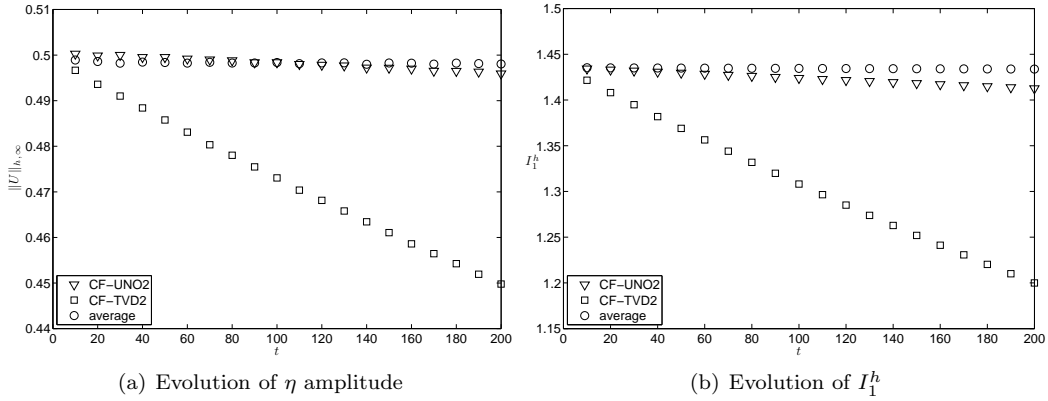 0.51
0.5
0.49
0.48
0.47
0.46
0.45
0.44
‖U‖h,∞
0 20 40 60 80 100 120 140 160 180 200
t
CF−UNO2
CF−TVD2
average
(a) Evolution of η amplitude
1.5
1.45
1.4
1.35
1.3
1.25
1.2
1.15
I₁ʰ
0 20 40 60 80 100 120 140 160 180 200
t
CF−UNO2
CF−TVD2
average
(b) Evolution of I₁ʰ